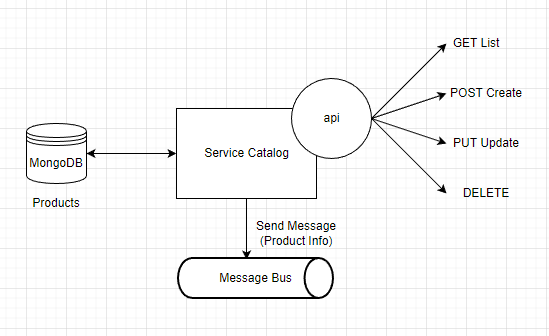 GET List
api
POST Create
PUT Update
Service Catalog
MongoDB
DELETE
Products
Send Message
(Product Info)
Message Bus